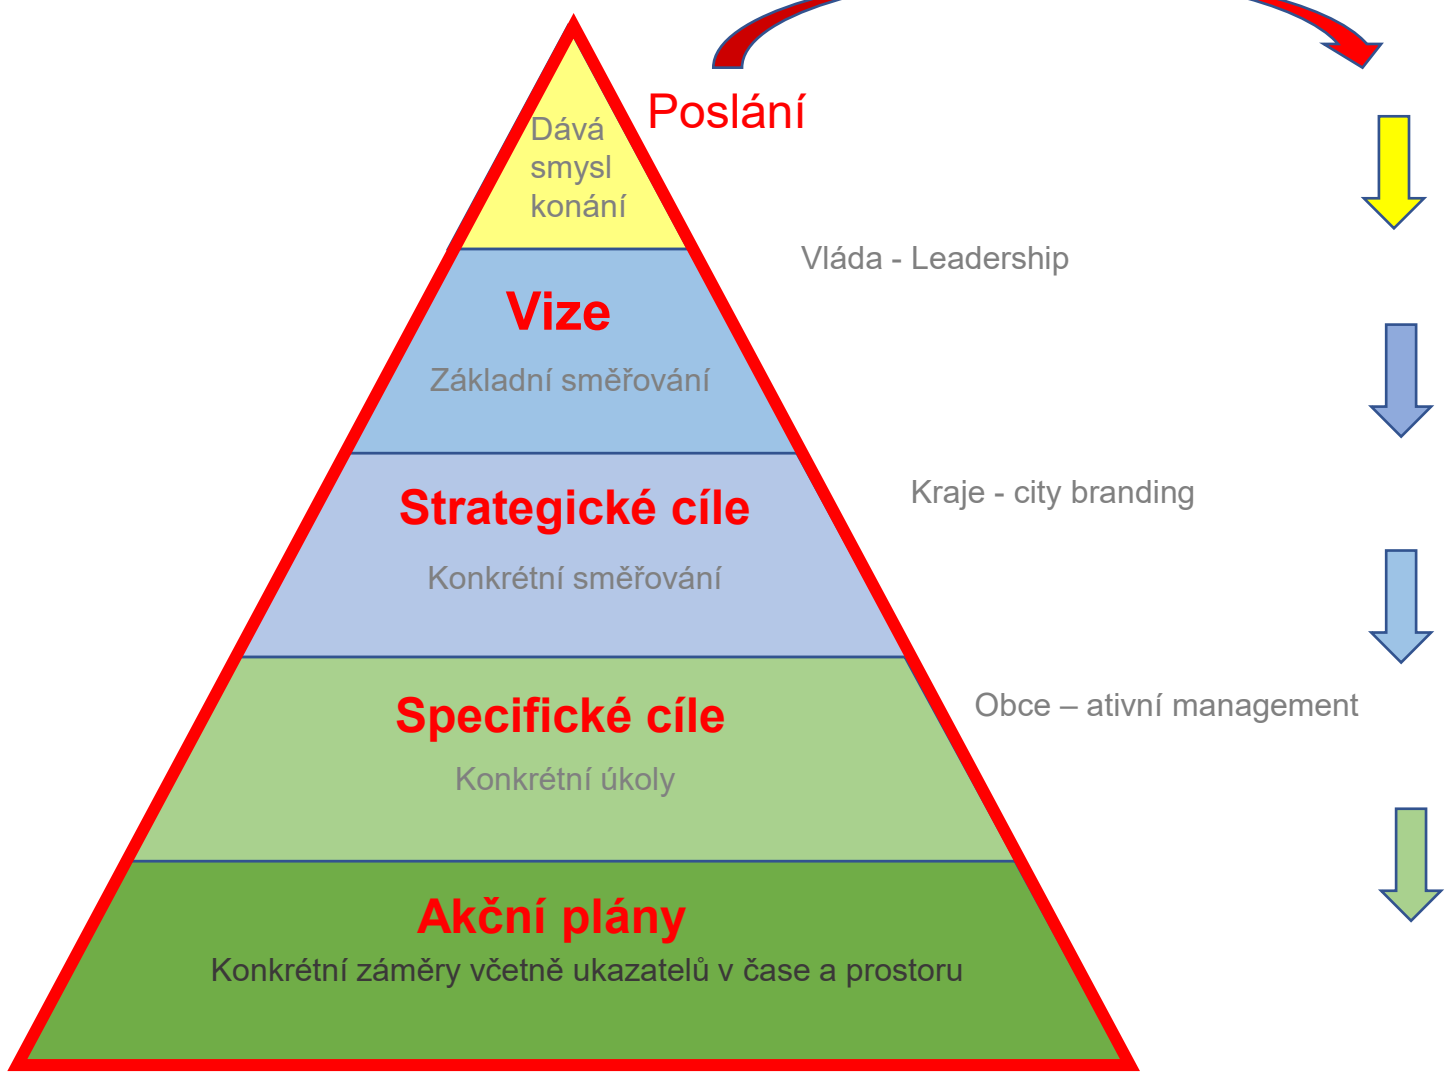 Poslání
Dává
smysl
konání
Vláda - Leadership
Vize
Základní směřování
Kraje - city branding
Strategické cíle
Konkrétní směřování
Obce – ativní management
Specifické cíle
Konkrétní úkoly
Akční plány
Konkrétní záměry včetně ukazatelů v čase a prostoru